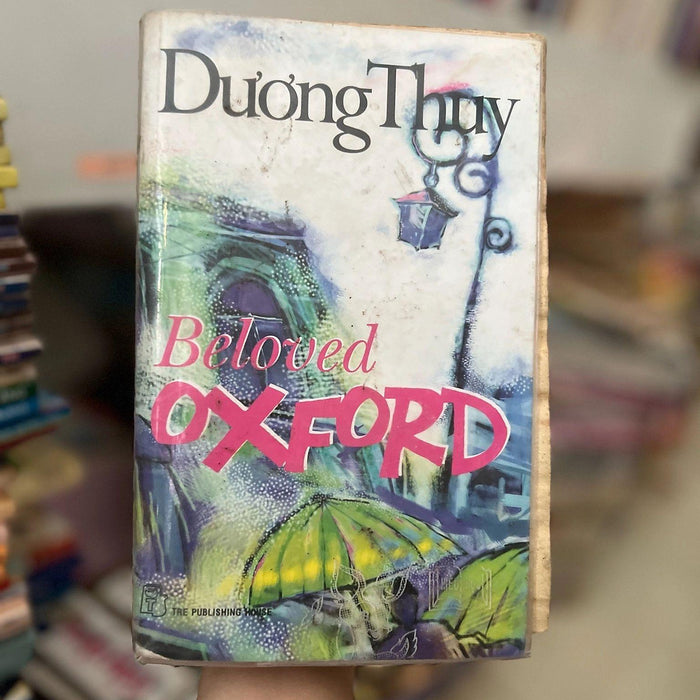 Dương Thụy
Beloved
OXFORD
TRE PUBLISHING HOUSE